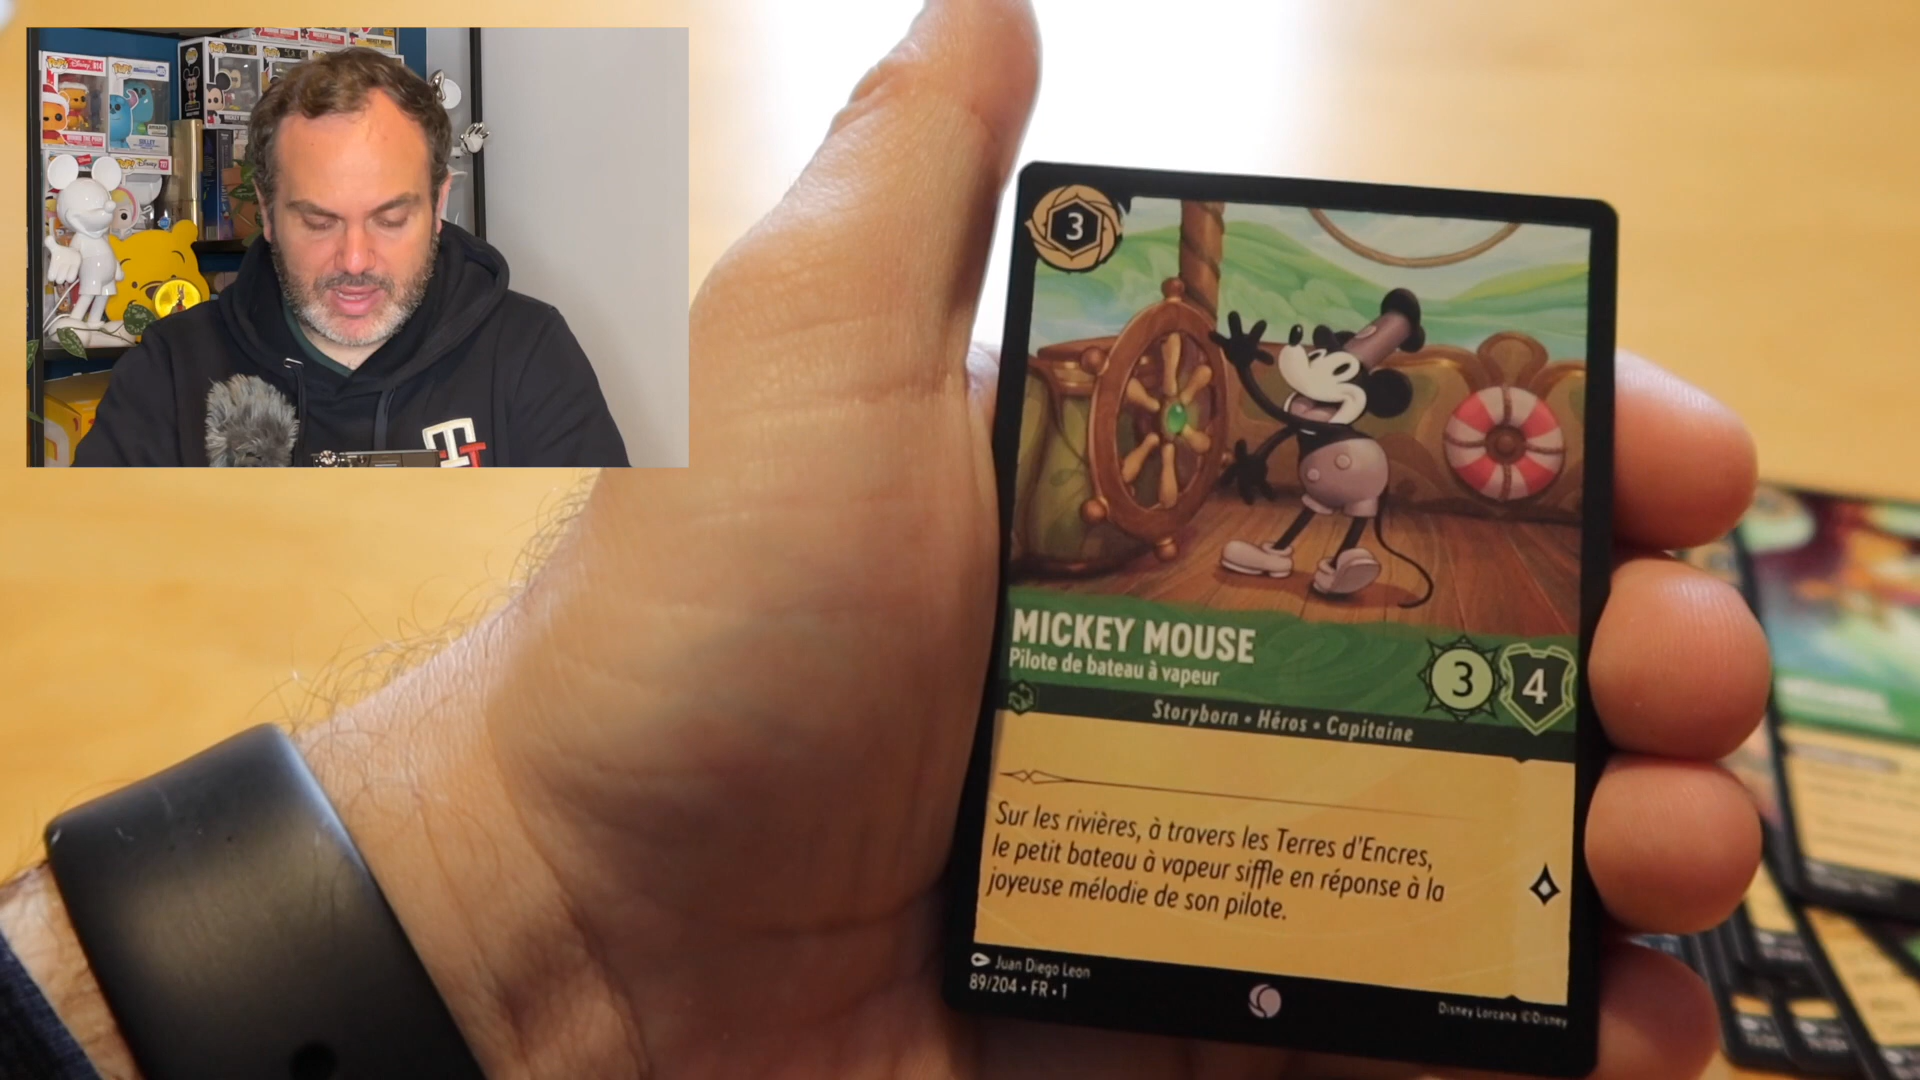 3
MICKEY MOUSE
Pilote de bateau à vapeur
3 4
Storyborn • Héros • Capitaine
Sur les rivières, à travers les Terres d'Encres,
le petit bateau à vapeur siffle en réponse à la
joyeuse mélodie de son pilote.
Juan Diego Leon
89/204 • FR • 1
Disney Lorcana ©Disney